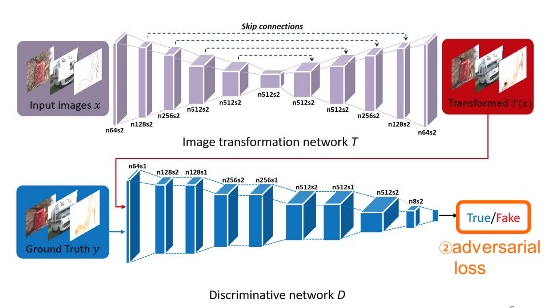 Skip connections
Input images x
n64s2
n128s2
n256s2
n512s2
n512s2
n512s2
n512s2
n512s2
n256s2
n128s2
n64s2
Transformed T(x)
Image transformation network T
Ground Truth y
n64s1
n128s2
n128s1
n256s2
n256s1
n512s2
n512s1
n512s2
n8s2
True/Fake
②adversarial
loss
Discriminative network D